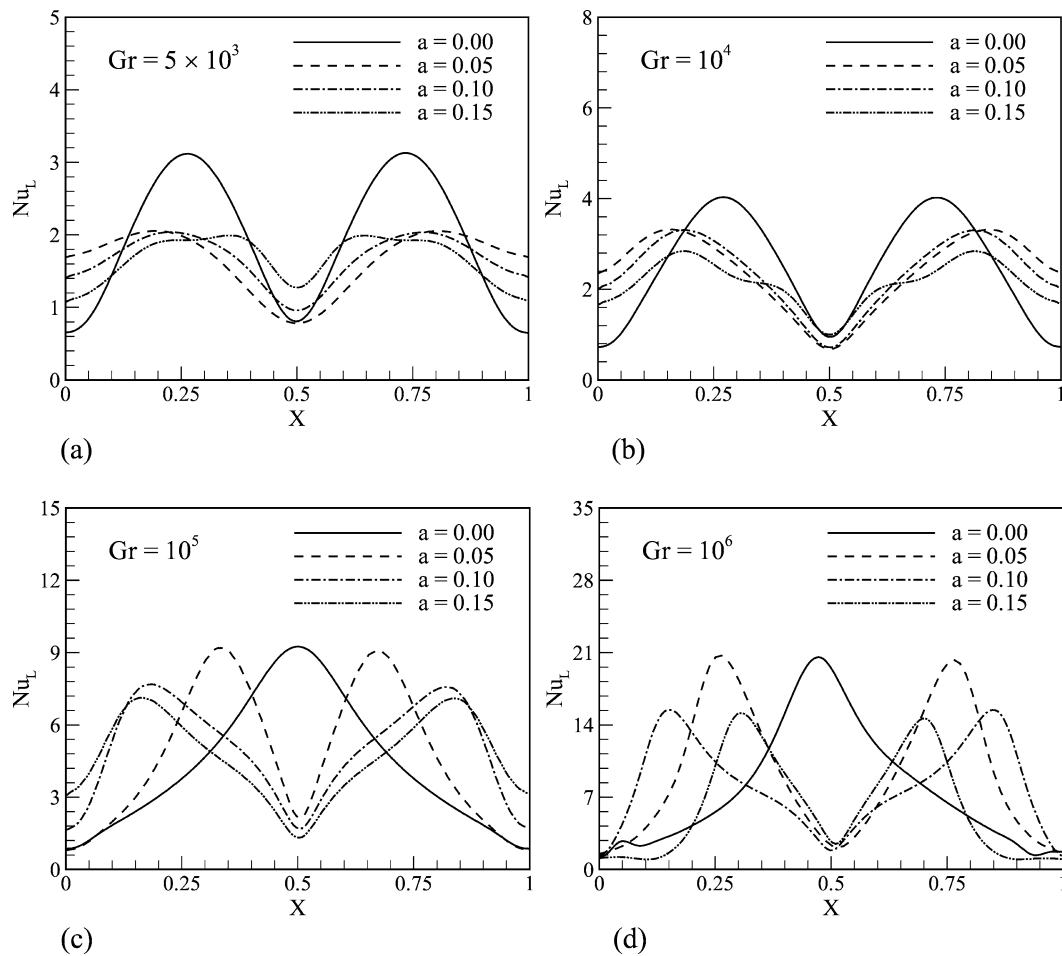 Gr = 5 × 10³
a = 0.00
a = 0.05
a = 0.10
a = 0.15
5
4
3
2
1
0
Nu_L
0 0.25 0.5 0.75 1
X
(a)
Gr = 10⁴
a = 0.00
a = 0.05
a = 0.10
a = 0.15
8
6
4
2
0
Nu_L
0 0.25 0.5 0.75 1
X
(b)
Gr = 10⁵
a = 0.00
a = 0.05
a = 0.10
a = 0.15
15
12
9
6
3
0
Nu_L
0 0.25 0.5 0.75 1
X
(c)
Gr = 10⁶
a = 0.00
a = 0.05
a = 0.10
a = 0.15
35
28
21
14
7
0
Nu_L
0 0.25 0.5 0.75 1
X
(d)